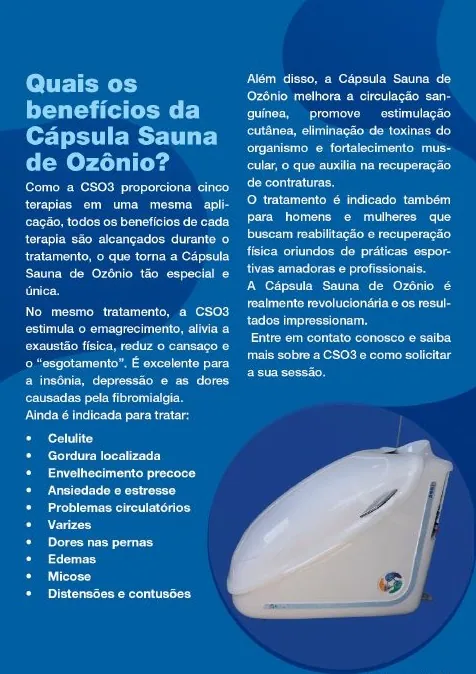 Quais os
benefícios da
Cápsula Sauna
de Ozônio?
Como a CSO3 proporciona cinco
terapias em uma mesma apli-
cação, todos os benefícios de cada
terapia são alcançados durante o
tratamento, o que torna a Cápsula
Sauna de Ozônio tão especial e
única.
No mesmo tratamento, a CSO3
estimula o emagrecimento, alivia a
exaustão física, reduz o cansaço e
o “esgotamento”. É excelente para
a insônia, depressão e as dores
causadas pela fibromialgia.
Ainda é indicada para tratar:
• Celulite
• Gordura localizada
• Envelhecimento precoce
• Ansiedade e estresse
• Problemas circulatórios
• Varizes
• Dores nas pernas
• Edemas
• Micose
• Distensões e contusões
Além disso, a Cápsula Sauna de
Ozônio melhora a circulação san-
guínea, promove estimulação
cutânea, eliminação de toxinas do
organismo e fortalecimento mus-
cular, o que auxilia na recuperação
de contraturas.
O tratamento é indicado também
para homens e mulheres que
buscam reabilitação e recuperação
física oriundos de práticas espor-
tivas amadoras e profissionais.
A Cápsula Sauna de Ozônio é
realmente revolucionária e os resul-
tados impressionam.
Entre em contato conosco e saiba
mais sobre a CSO3 e como solicitar
a sua sessão.